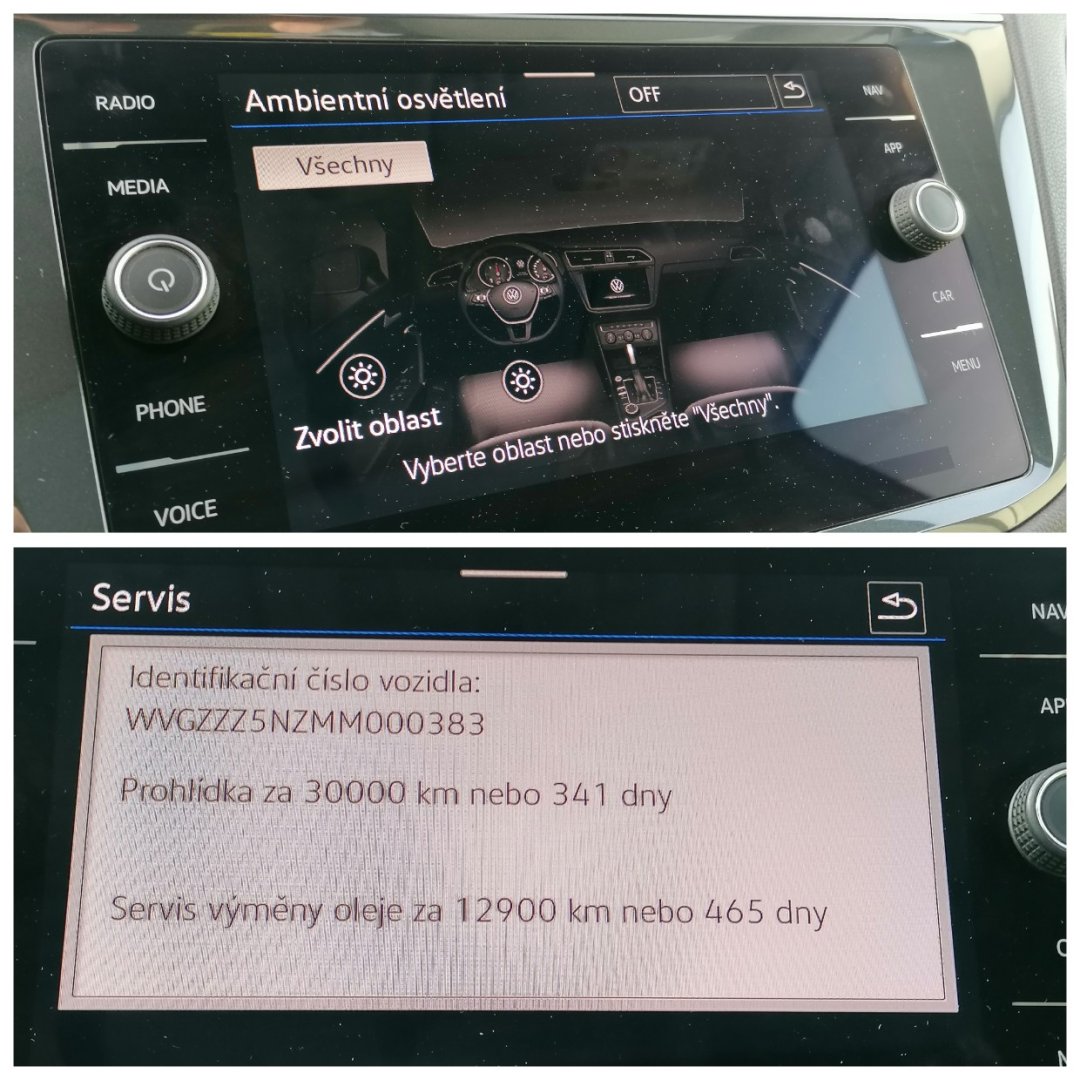 RADIO
MEDIA
PHONE
VOICE
Ambientní osvětlení
OFF
Všechny
Zvolit oblast
Vyberte oblast nebo stiskněte "Všechny".
NAV
APP
CAR
MENU
Servis
Identifikační číslo vozidla:
WVGZZZ5NZMM000383
Prohlídka za 30000 km nebo 341 dny
Servis výměny oleje za 12900 km nebo 465 dny
NAV